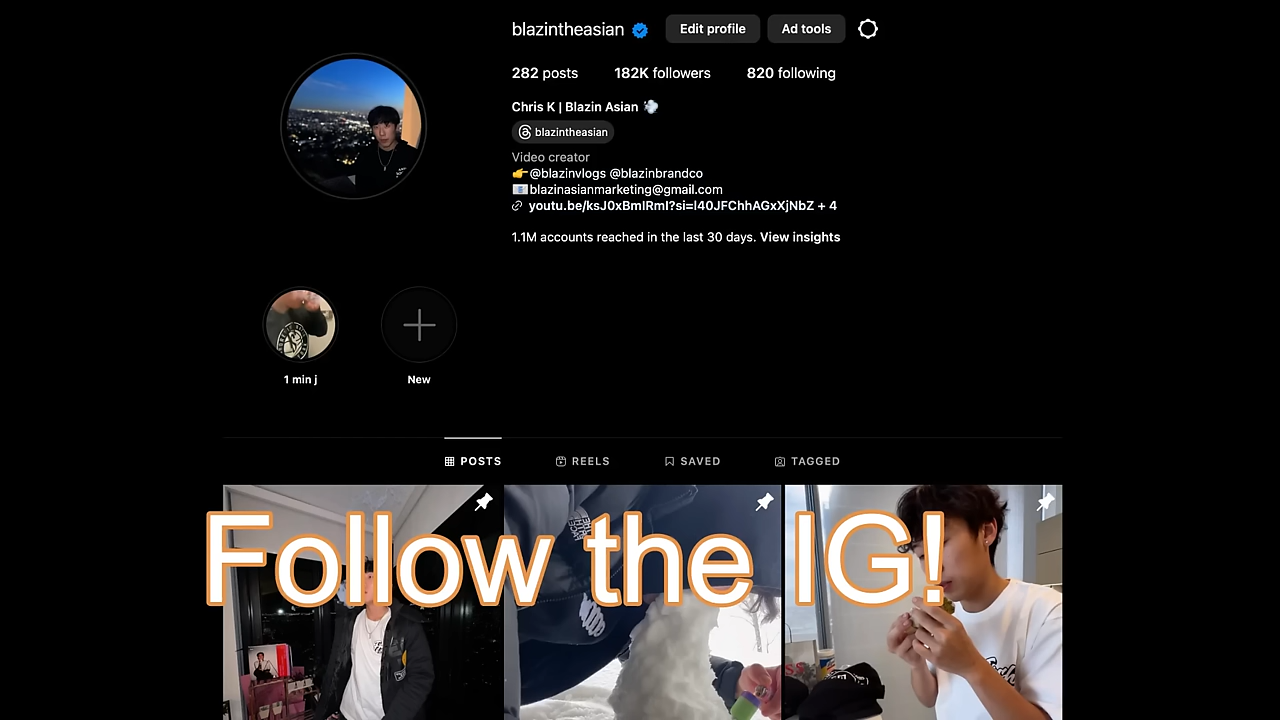 blazintheasian
Edit profile
Ad tools
282 posts
182K followers
820 following
Chris K | Blazin Asian 💨
blazintheasian
Video creator
👉@blazinvlogs @blazinbrandco
📧blazinasianmarketing@gmail.com
youtu.be/ksJ0xBmIRmI?si=I40JFChhAGxXjNbZ + 4
1.1M accounts reached in the last 30 days. View insights
1 min j
New
POSTS
REELS
SAVED
TAGGED
Follow the IG!